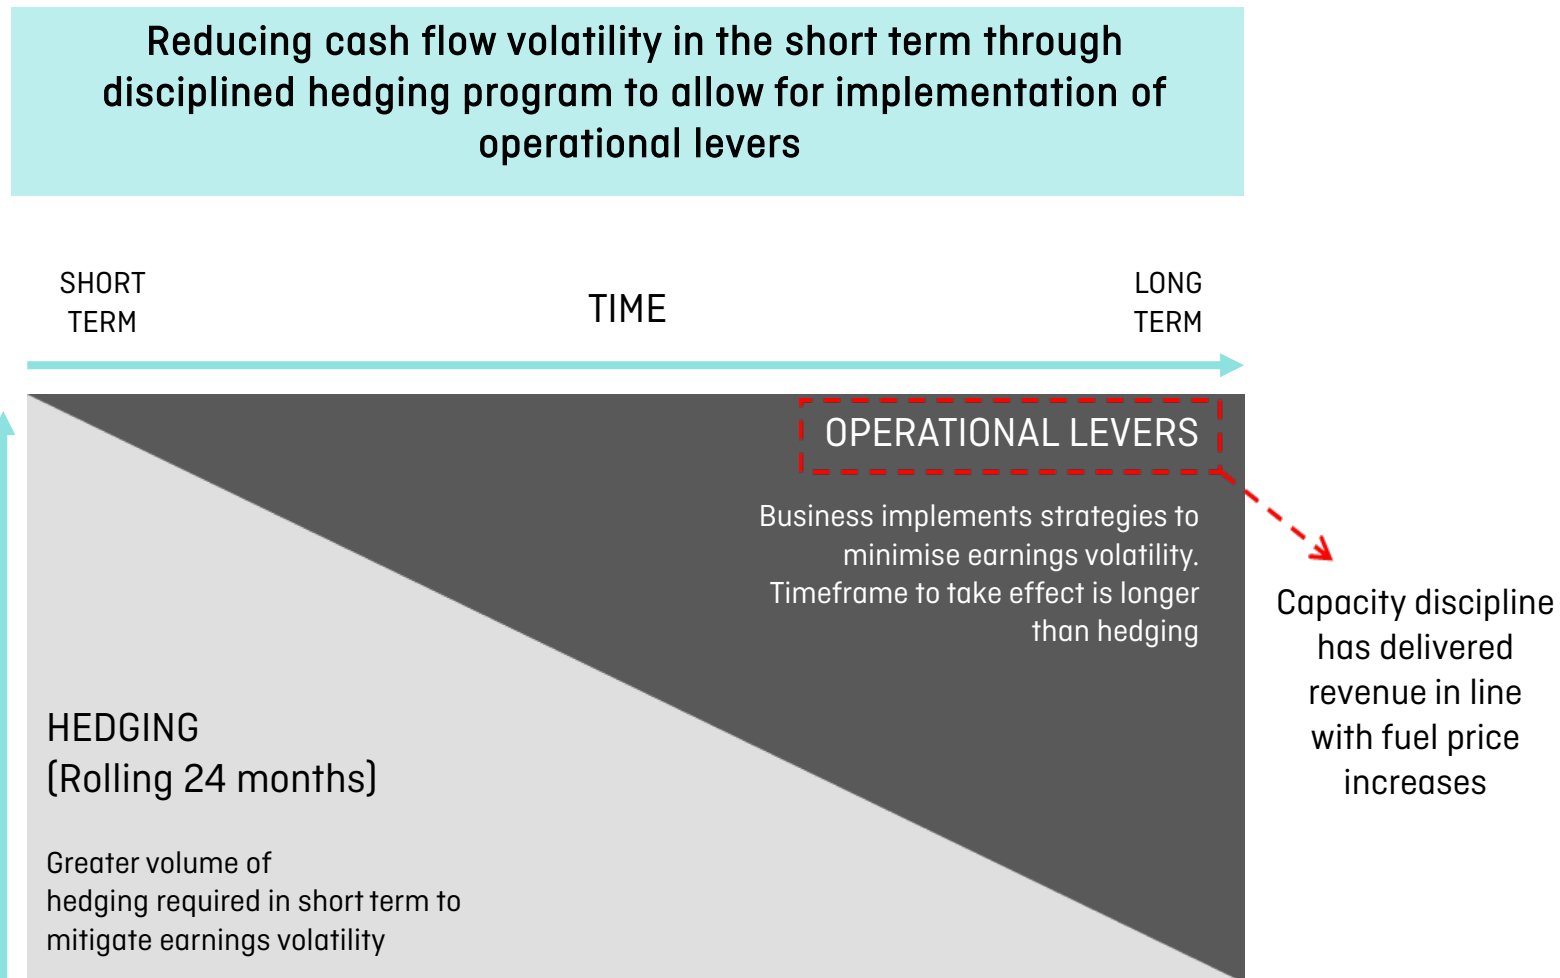 Reducing cash flow volatility in the short term through
disciplined hedging program to allow for implementation of
operational levers
SHORT
TERM
TIME
LONG
TERM
OPERATIONAL LEVERS
Business implements strategies to
minimise earnings volatility.
Timeframe to take effect is longer
than hedging
Capacity discipline
has delivered
revenue in line
with fuel price
increases
HEDGING
(Rolling 24 months)
Greater volume of
hedging required in short term to
mitigate earnings volatility